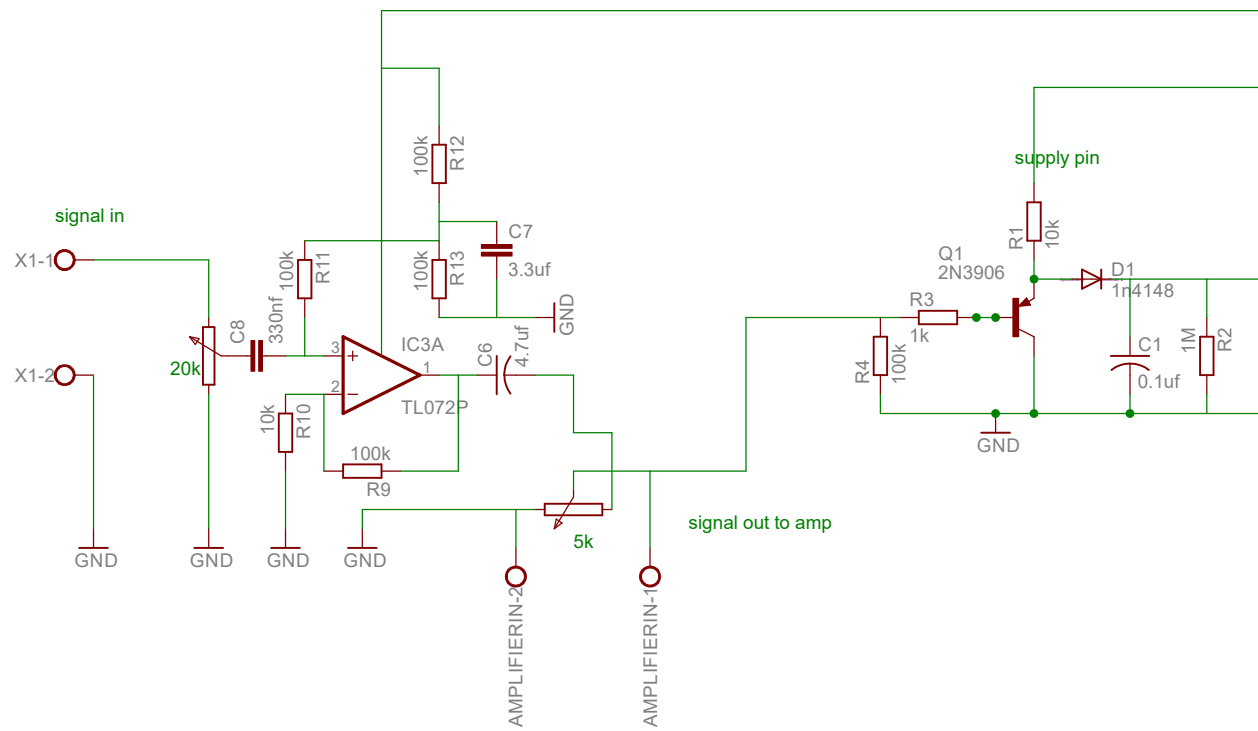 100k
R12
supply pin
signal in
C7
3.3uf
R1
10k
X1-1
100k
R11
100k
R13
Q1
2N3906
D1
1n4148
GND
C8
330nf
R3
1k
20k
3
2
1
IC3A
TL072P
C6
4.7uf
R4
100k
C1
0.1uf
1M
R2
X1-2
10k
R10
100k
R9
GND
signal out to amp
5k
GND
GND
GND
GND
AMPLIFIERIN-2
AMPLIFIERIN-1